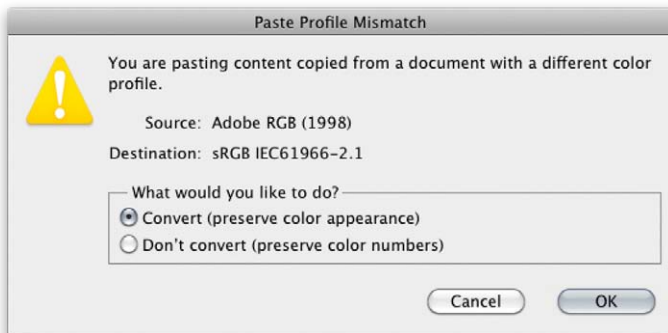 Paste Profile Mismatch
You are pasting content copied from a document with a different color
profile.
Source: Adobe RGB (1998)
Destination: sRGB IEC61966-2.1
What would you like to do?
Convert (preserve color appearance)
Don't convert (preserve color numbers)
Cancel OK